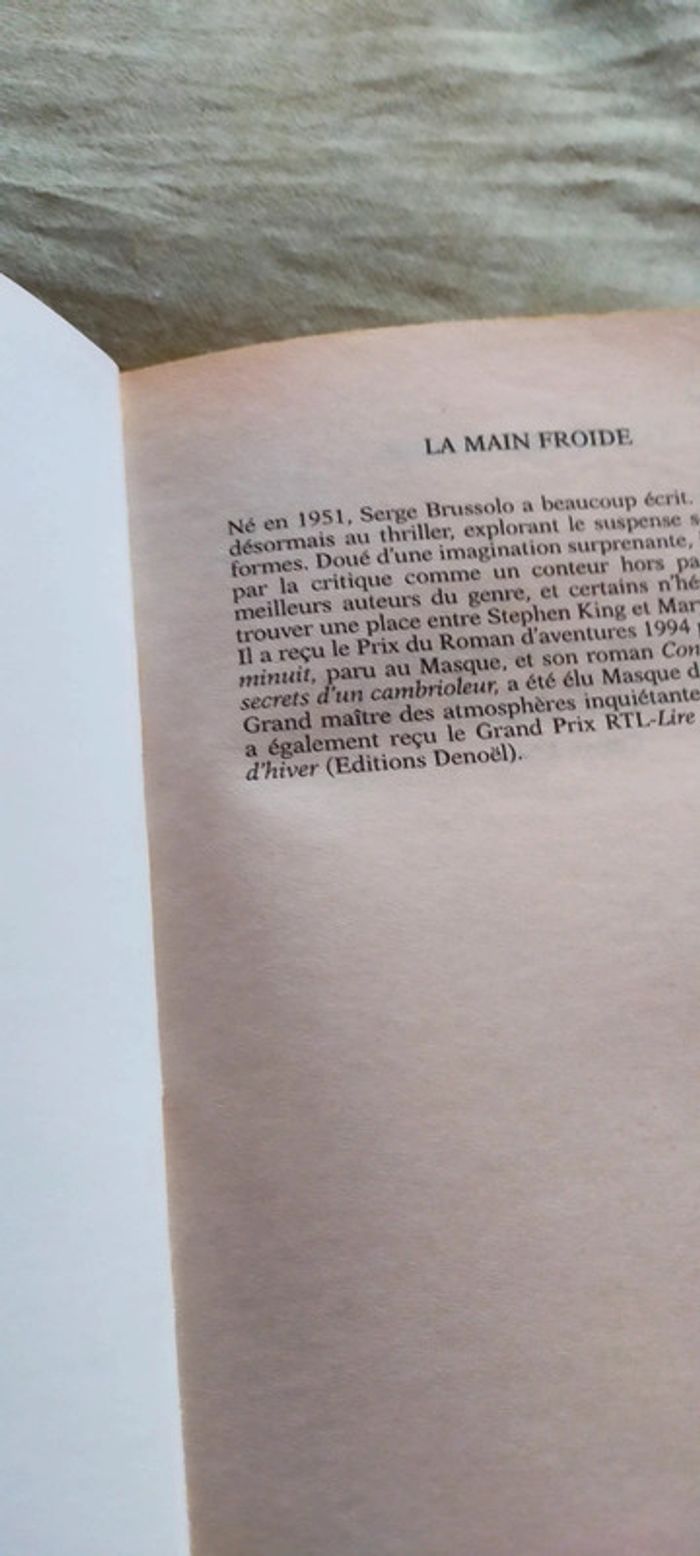 LA MAIN FROIDE
Né en 1951, Serge Brussolo a beaucoup écrit.
désormais au thriller, explorant le suspense
formes. Doué d'une imagination surprenante,
par la critique comme un conteur hors
meilleurs auteurs du genre, et certains
trouver une place entre Stephen King et
Il a reçu le Prix du Roman d'aventures 1994
minuit, paru au Masque, et son roman
secrets d'un cambrioleur, a été élu Masque
Grand maître des atmosphères
a également reçu le Grand Prix RTL-Lire
d'hiver (Editions Denoël).